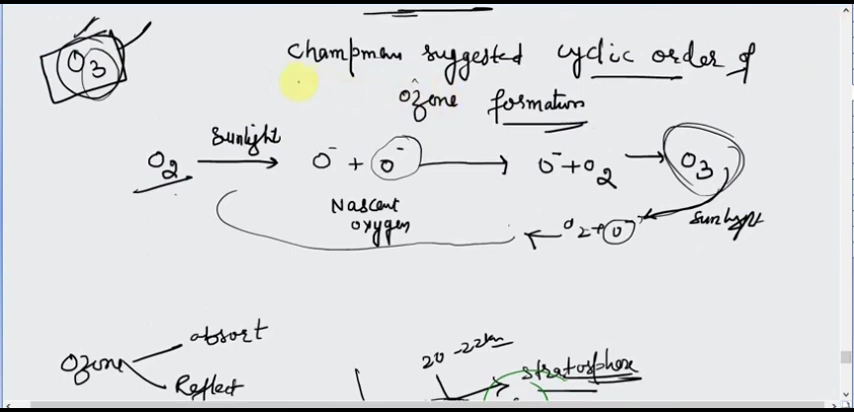 O3
Champman suggested cyclic order of
Ozone formation
O2 Sunlight → O⁻ + O⁻ → O⁻+O2 → O3
Nascent
oxygen
← O2+O⁻ ← Sunlight
Ozone
absort
Reflect
20-22km
stratosphere